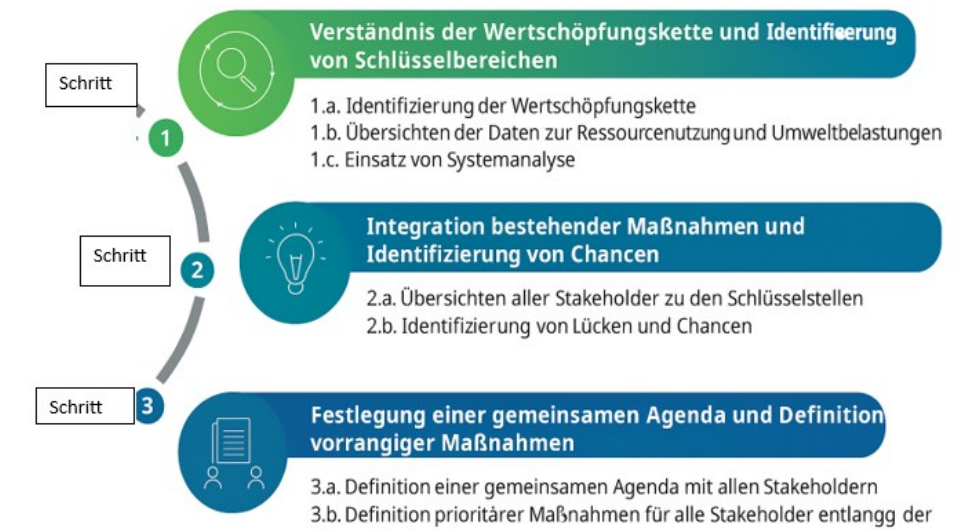 Verständnis der Wertschöpfungskette und Identifizierung
von Schlüsselbereichen
Schritt
1
1.a. Identifizierung der Wertschöpfungskette
1.b. Übersichten der Daten zur Ressourcenutzung und Umweltbelastungen
1.c. Einsatz von Systemanalyse
Integration bestehender Maßnahmen und
Identifizierung von Chancen
Schritt
2
2.a. Übersichten aller Stakeholder zu den Schlüsselstellen
2.b. Identifizierung von Lücken und Chancen
Schritt
3
Festlegung einer gemeinsamen Agenda und Definition
vorrangiger Maßnahmen
3.a. Definition einer gemeinsamen Agenda mit allen Stakeholdern
3.b. Definition prioritárer Maßnahmen für alle Stakeholder entlangg der